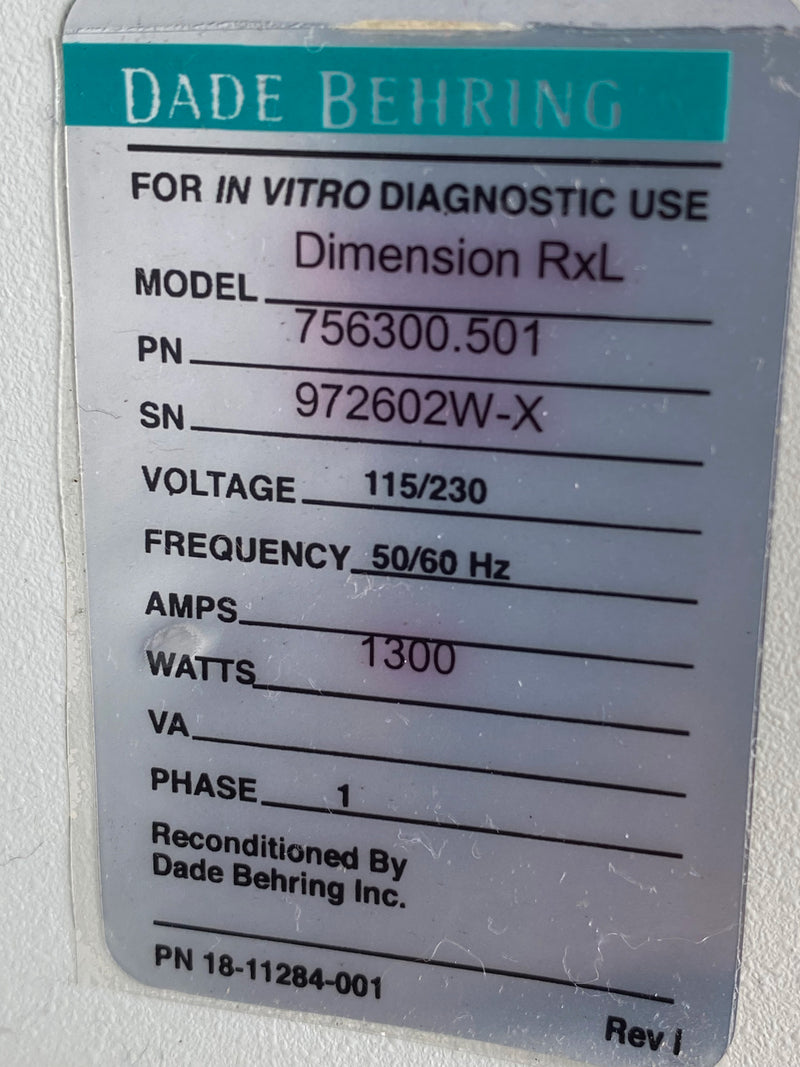 DADE BEHRING
FOR IN VITRO DIAGNOSTIC USE
MODEL Dimension RxL
PN 756300.501
SN 972602W-X
VOLTAGE 115/230
FREQUENCY 50/60 Hz
AMPS
WATTS 1300
VA
PHASE 1
Reconditioned By
Dade Behring Inc.
PN 18-11284-001
Rev I